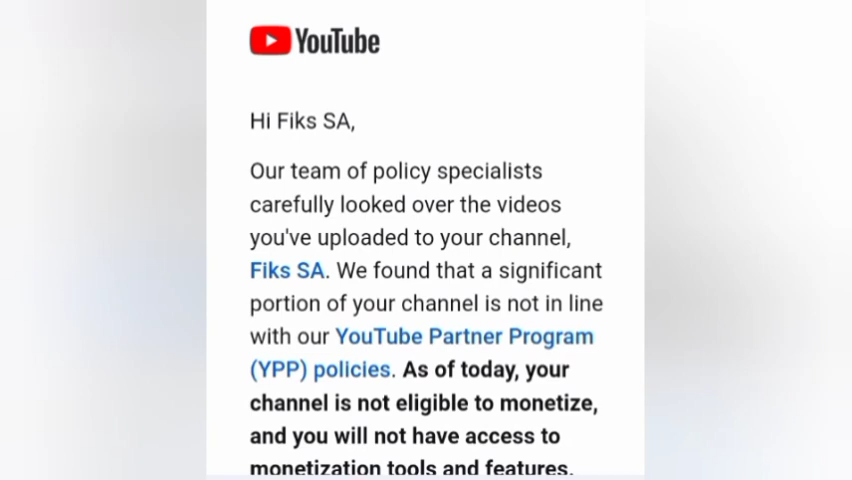 YouTube
Hi Fiks SA,
Our team of policy specialists
carefully looked over the videos
you've uploaded to your channel,
Fiks SA. We found that a significant
portion of your channel is not in line
with our YouTube Partner Program
(YPP) policies. As of today, your
channel is not eligible to monetize,
and you will not have access to
monetization tools and features.